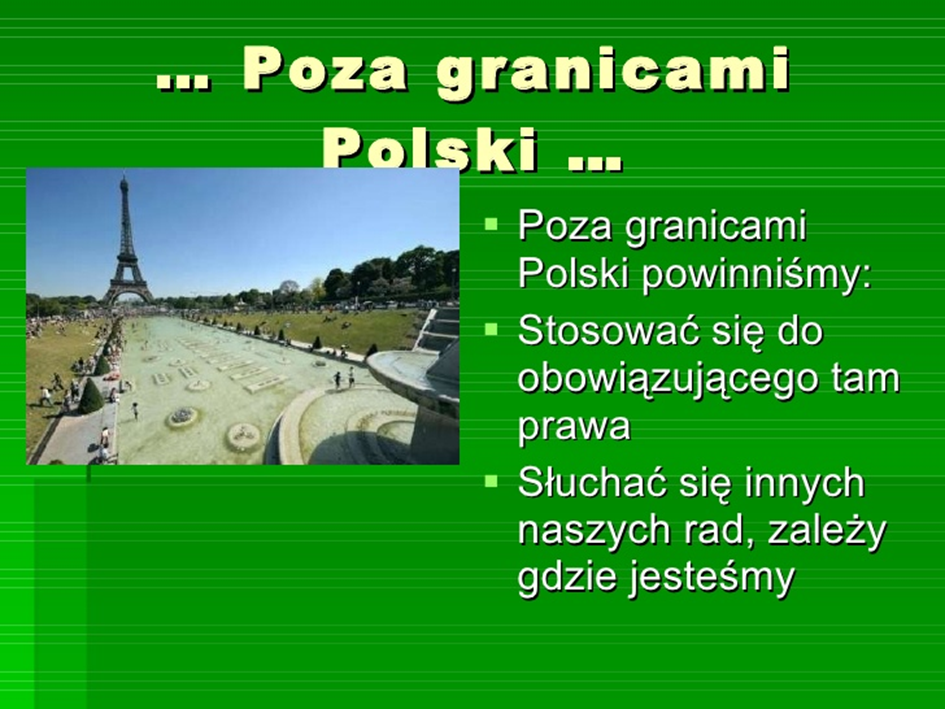 ... Poza granicami
Polski ...
Poza granicami
Polski powinniśmy:
Stosować się do
obowiązującego tam
prawa
Słuchać się innych
naszych rad, zależy
gdzie jesteśmy